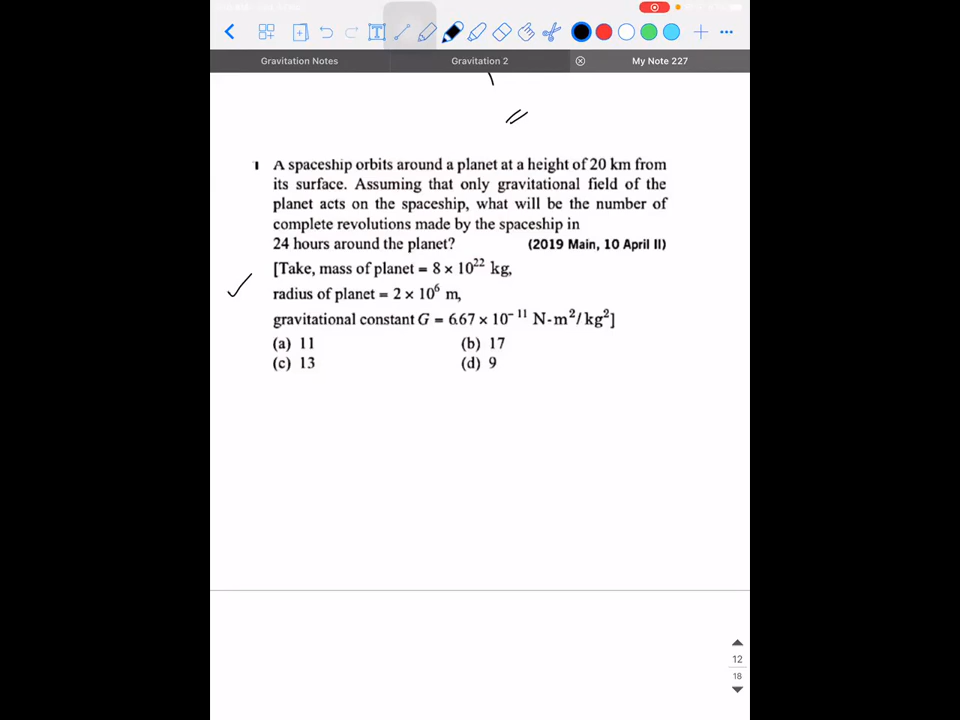 Gravitation Notes Gravitation 2 My Note 227
1 A spaceship orbits around a planet at a height of 20 km from
its surface. Assuming that only gravitational field of the
planet acts on the spaceship, what will be the number of
complete revolutions made by the spaceship in
24 hours around the planet? (2019 Main, 10 April II)
[Take, mass of planet = 8 × 10²² kg,
radius of planet = 2 × 10⁶ m,
gravitational constant G = 6.67 × 10⁻¹¹ N-m²/kg²]
(a) 11 (b) 17
(c) 13 (d) 9
12
18